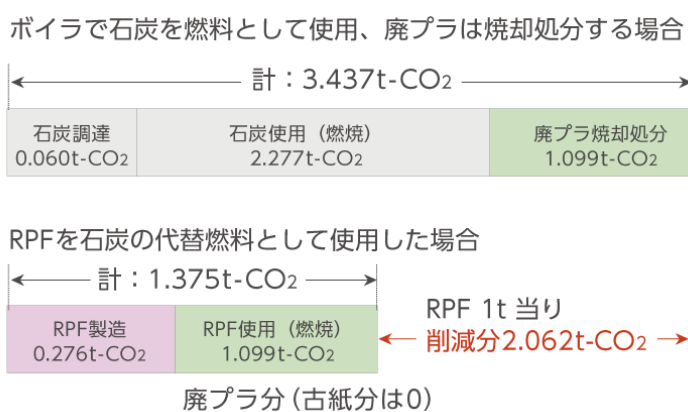 ボイラで石炭を燃料として使用、廃プラは焼却処分する場合
計：3.437t-CO2
石炭調達
0.060t-CO2
石炭使用（燃焼）
2.277t-CO2
廃プラ焼却処分
1.099t-CO2
RPFを石炭の代替燃料として使用した場合
計：1.375t-CO2
RPF製造
0.276t-CO2
RPF使用（燃焼）
1.099t-CO2
RPF 1t 当り
削減分2.062t-CO2
廃プラ分（古紙分は0）